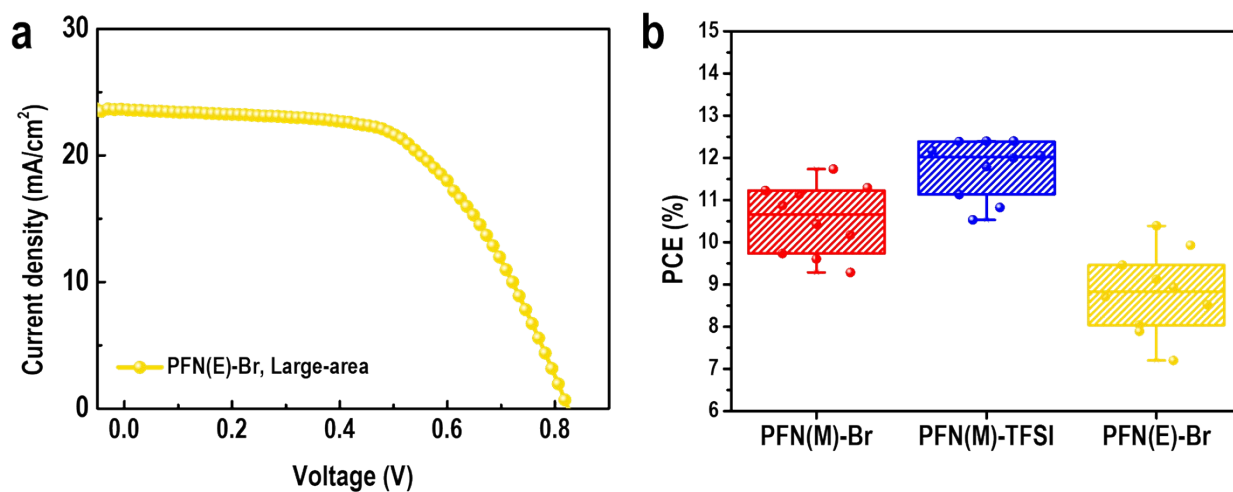 a
Current density (mA/cm²)
30
20
10
0
PFN(E)-Br, Large-area
0.0 0.2 0.4 0.6 0.8
Voltage (V)
b
PCE (%)
15
14
13
12
11
10
9
8
7
6
PFN(M)-Br PFN(M)-TFSI PFN(E)-Br